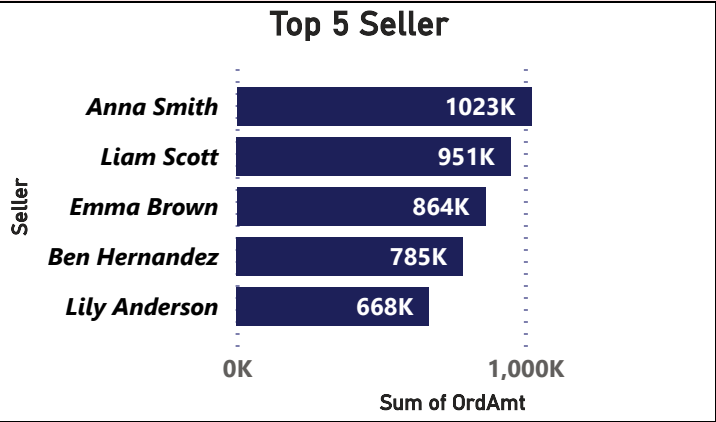 Top 5 Seller
Seller
Anna Smith 1023K
Liam Scott 951K
Emma Brown 864K
Ben Hernandez 785K
Lily Anderson 668K
0K 1,000K
Sum of OrdAmt